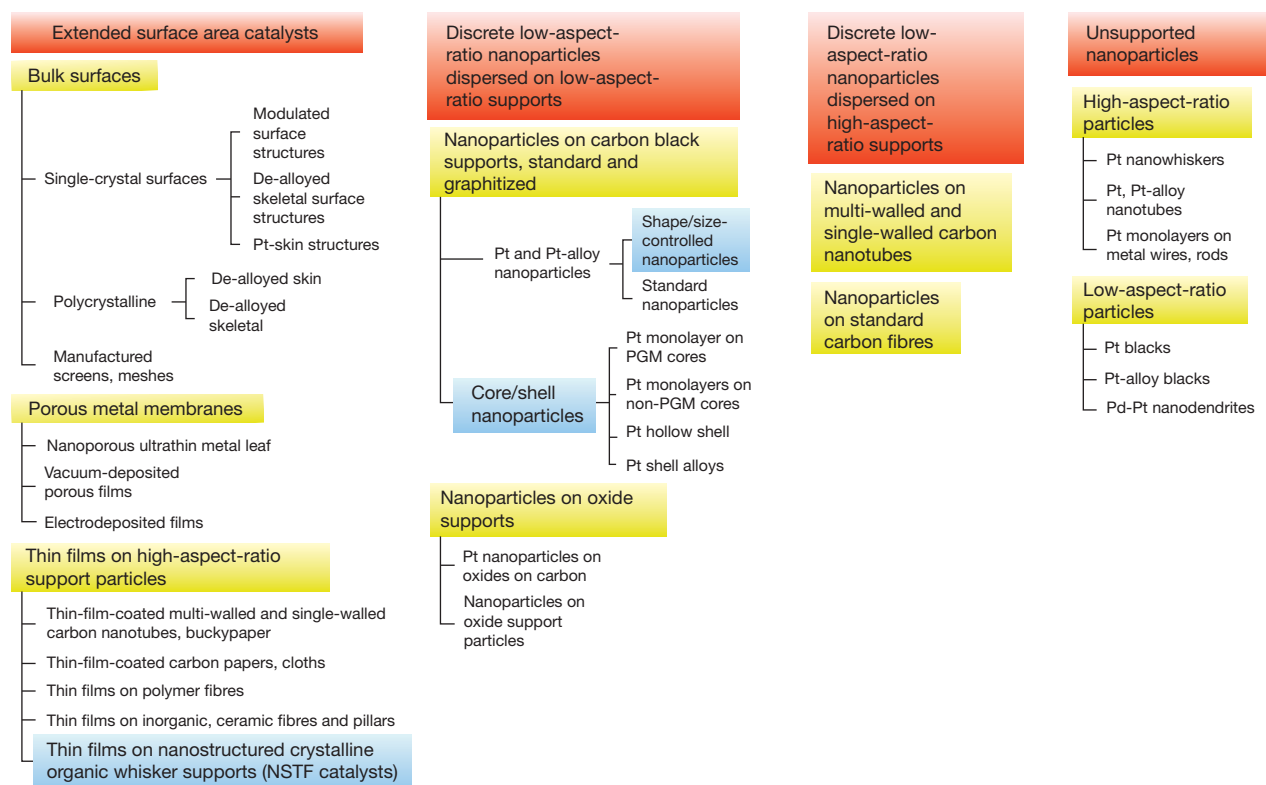 Extended surface area catalysts
Bulk surfaces
Single-crystal surfaces
Modulated
surface
structures
De-alloyed
skeletal surface
structures
Pt-skin structures
Polycrystalline
De-alloyed skin
De-alloyed
skeletal
Manufactured
screens, meshes
Porous metal membranes
Nanoporous ultrathin metal leaf
Vacuum-deposited
porous films
Electrodeposited films
Thin films on high-aspect-ratio
support particles
Thin-film-coated multi-walled and single-walled
carbon nanotubes, buckypaper
Thin-film-coated carbon papers, cloths
Thin films on polymer fibres
Thin films on inorganic, ceramic fibres and pillars
Thin films on nanostructured crystalline
organic whisker supports (NSTF catalysts)
Discrete low-aspect-
ratio nanoparticles
dispersed on low-aspect-
ratio supports
Nanoparticles on carbon black
supports, standard and
graphitized
Pt and Pt-alloy
nanoparticles
Shape/size-
controlled
nanoparticles
Standard
nanoparticles
Core/shell
nanoparticles
Pt monolayer on
PGM cores
Pt monolayers on
non-PGM cores
Pt hollow shell
Pt shell alloys
Nanoparticles on oxide
supports
Pt nanoparticles on
oxides on carbon
Nanoparticles on
oxide support
particles
Discrete low-
aspect-ratio
nanoparticles
dispersed on
high-aspect-
ratio supports
Nanoparticles on
multi-walled and
single-walled carbon
nanotubes
Nanoparticles
on standard
carbon fibres
Unsupported
nanoparticles
High-aspect-ratio
particles
Pt nanowhiskers
Pt, Pt-alloy
nanotubes
Pt monolayers on
metal wires, rods
Low-aspect-ratio
particles
Pt blacks
Pt-alloy blacks
Pd-Pt nanodendrites